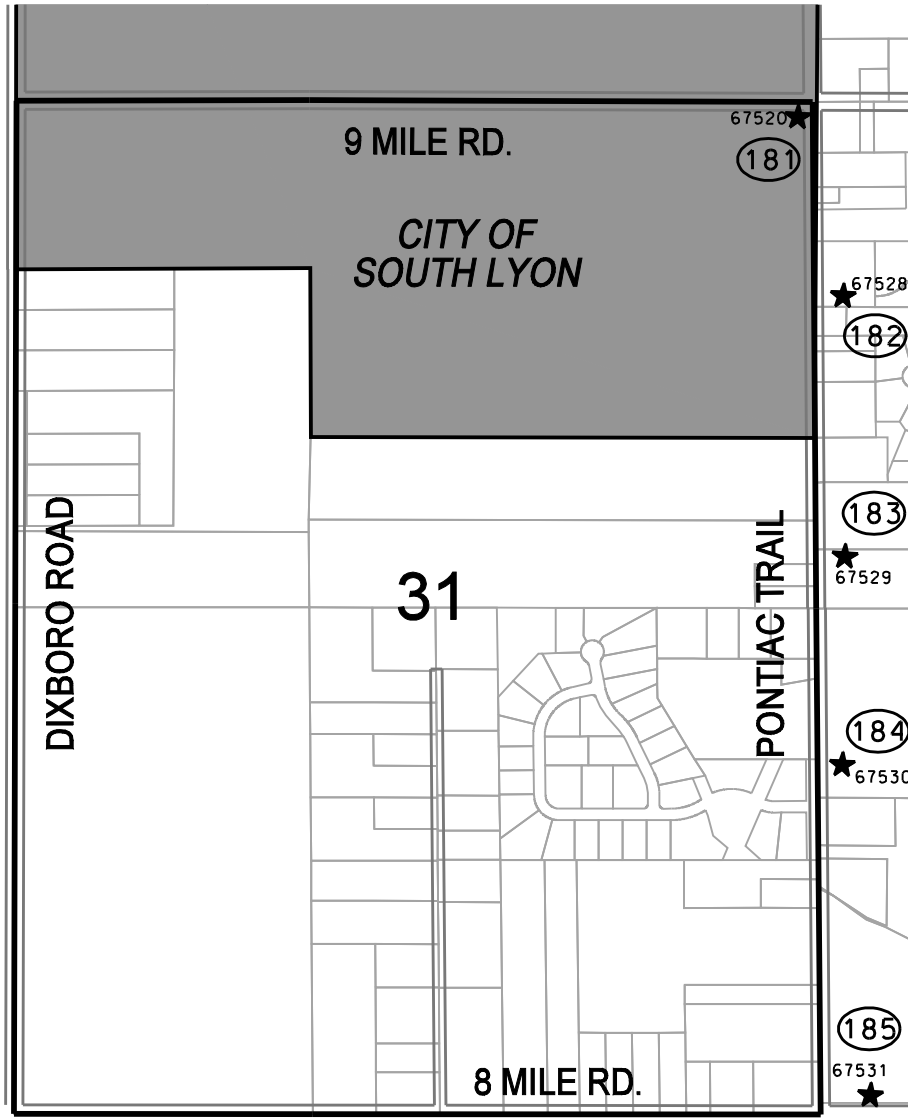 67520
9 MILE RD.
181
CITY OF
SOUTH LYON
67528
182
DIXBORO ROAD
PONTIAC TRAIL
183
67529
31
184
67530
185
67531
8 MILE RD.